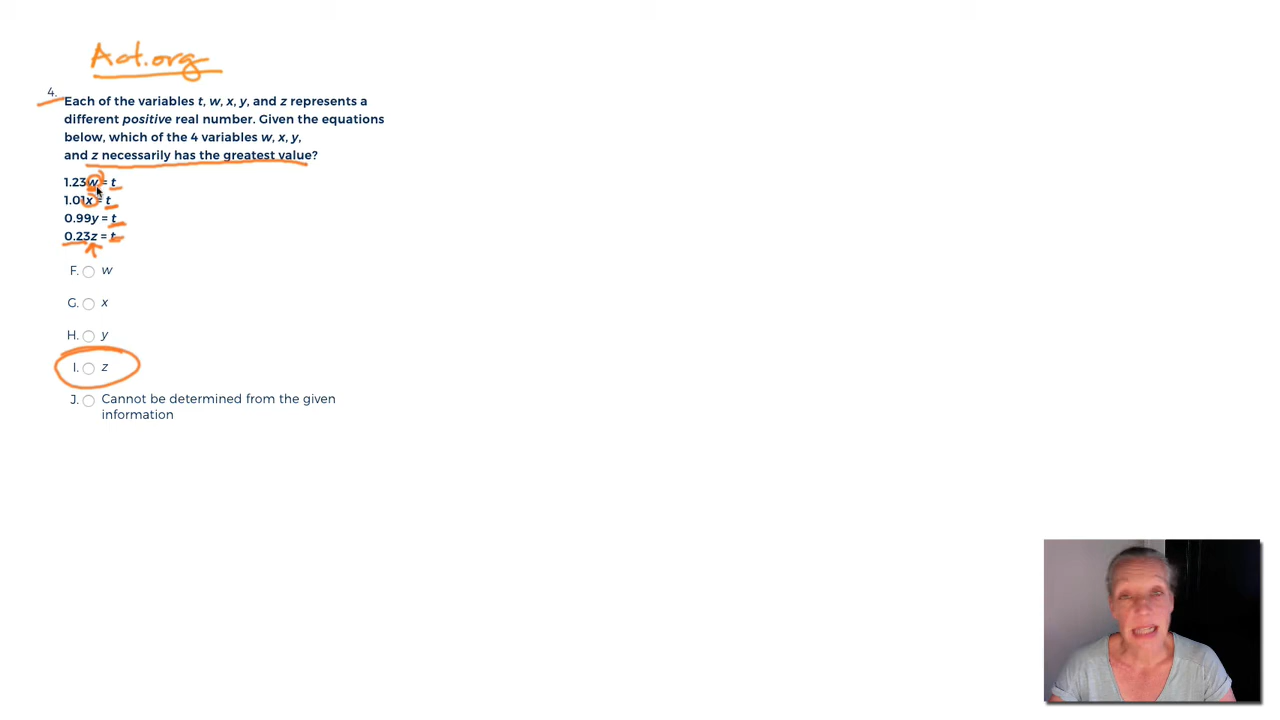 Act.org
4.
Each of the variables t, w, x, y, and z represents a
different positive real number. Given the equations
below, which of the 4 variables w, x, y,
and z necessarily has the greatest value?
1.23w = t
1.01x = t
0.99y = t
0.23z = t
F. w
G. x
H. y
I. z
J. Cannot be determined from the given
information